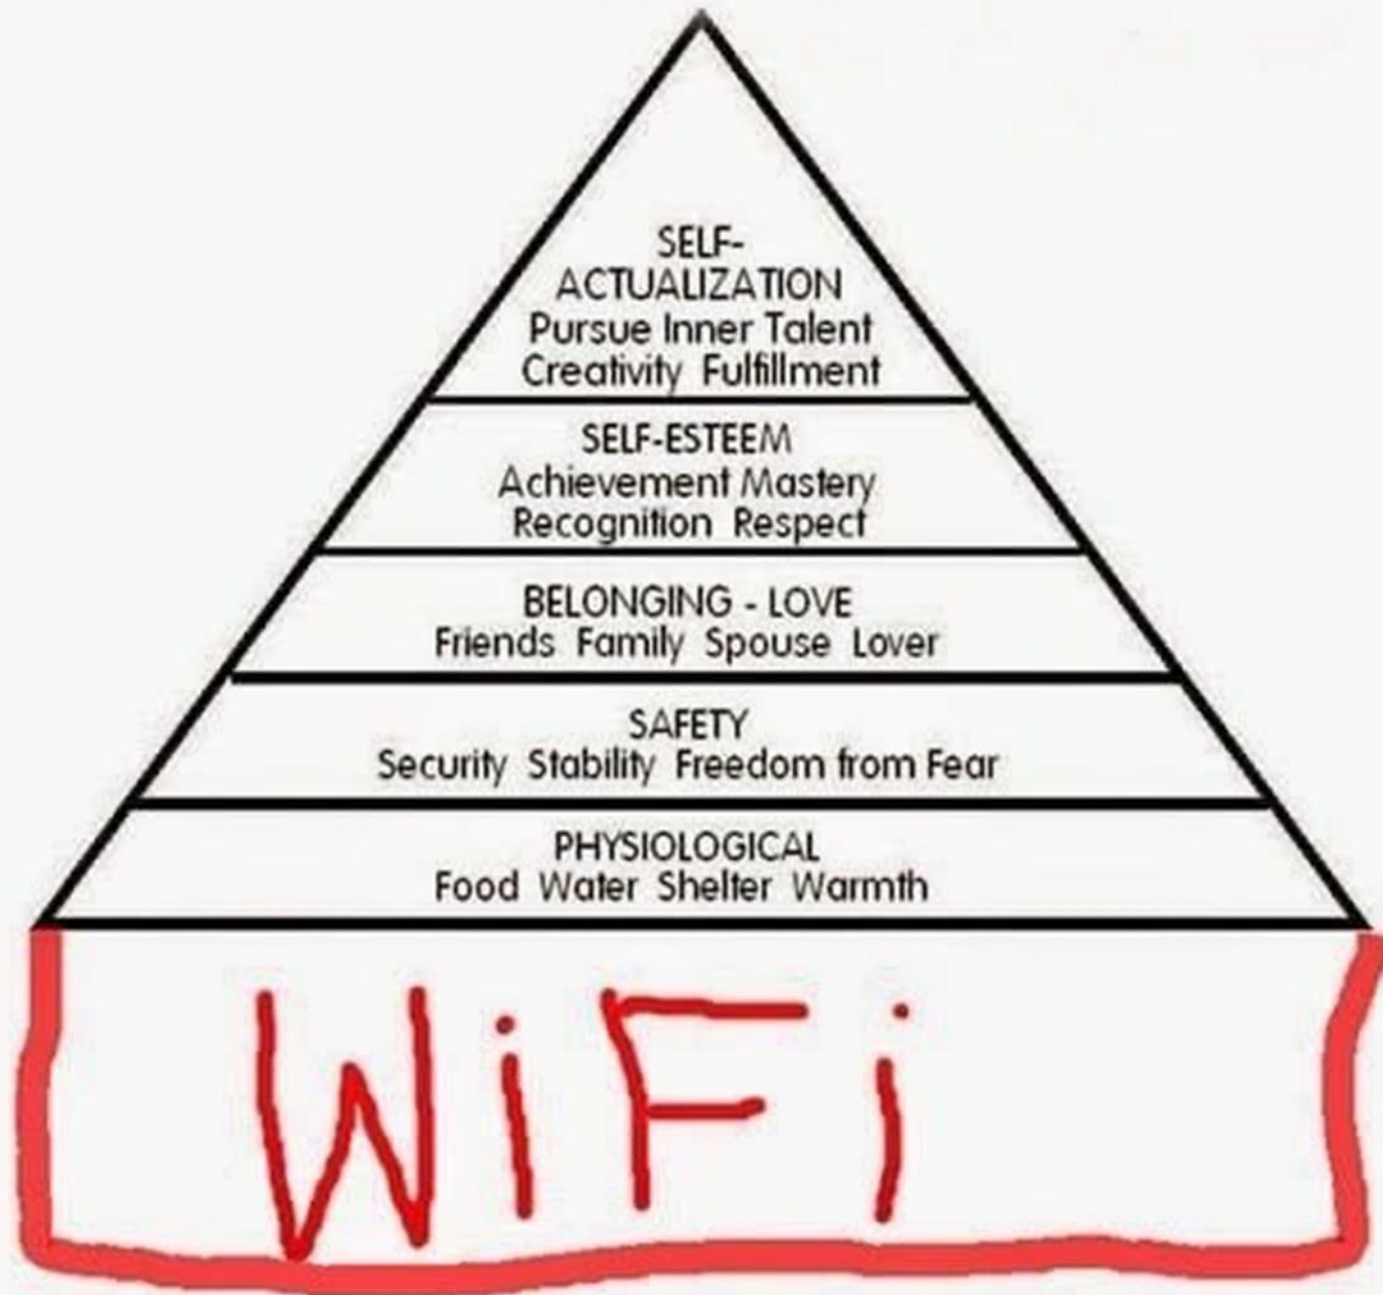 SELF-
ACTUALIZATION
Pursue Inner Talent
Creativity Fulfillment
SELF-ESTEEM
Achievement Mastery
Recognition Respect
BELONGING - LOVE
Friends Family Spouse Lover
SAFETY
Security Stability Freedom from Fear
PHYSIOLOGICAL
Food Water Shelter Warmth
WiFi